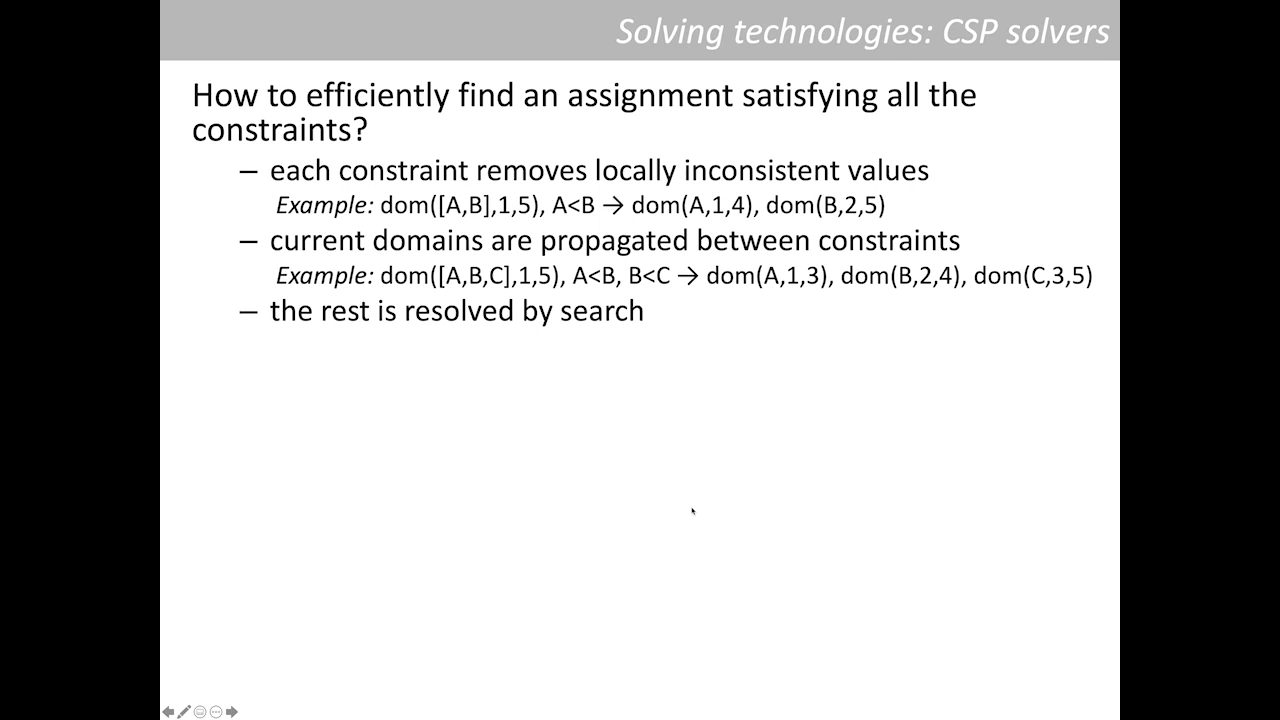 Solving technologies: CSP solvers
How to efficiently find an assignment satisfying all the
constraints?
– each constraint removes locally inconsistent values
Example: dom([A,B],1,5), A<B → dom(A,1,4), dom(B,2,5)
– current domains are propagated between constraints
Example: dom([A,B,C],1,5), A<B, B<C → dom(A,1,3), dom(B,2,4), dom(C,3,5)
– the rest is resolved by search